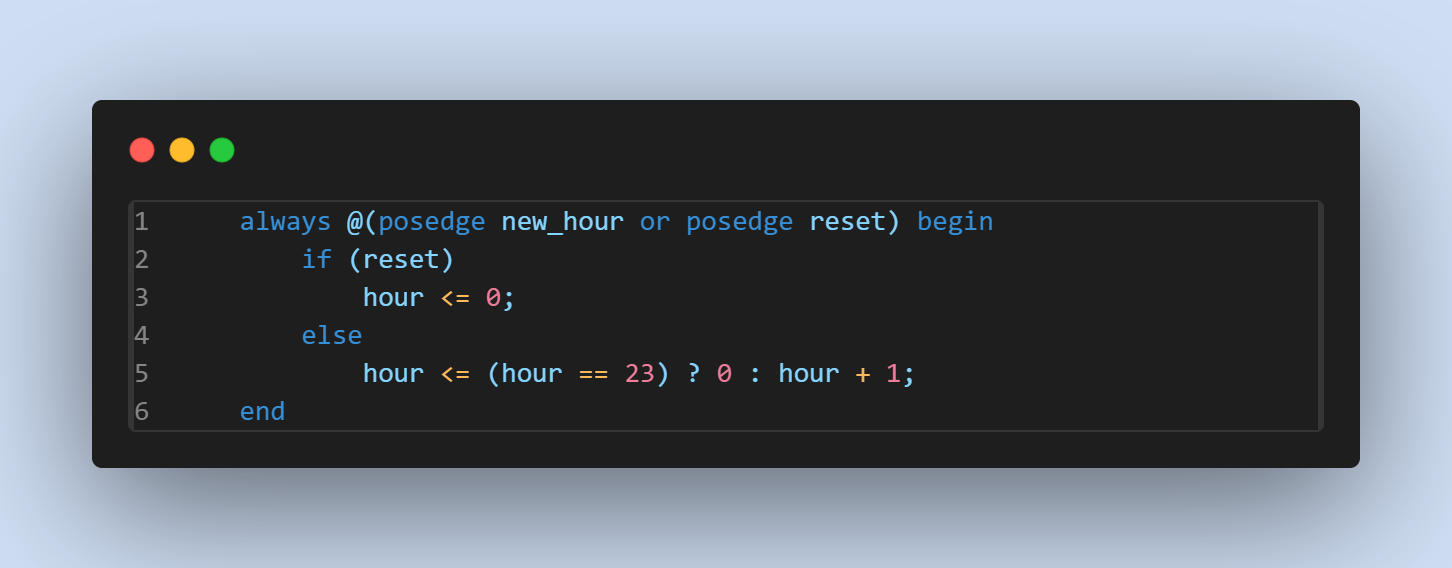 1      always @(posedge new_hour or posedge reset) begin
2          if (reset)
3              hour <= 0;
4          else
5              hour <= (hour == 23) ? 0 : hour + 1;
6      end